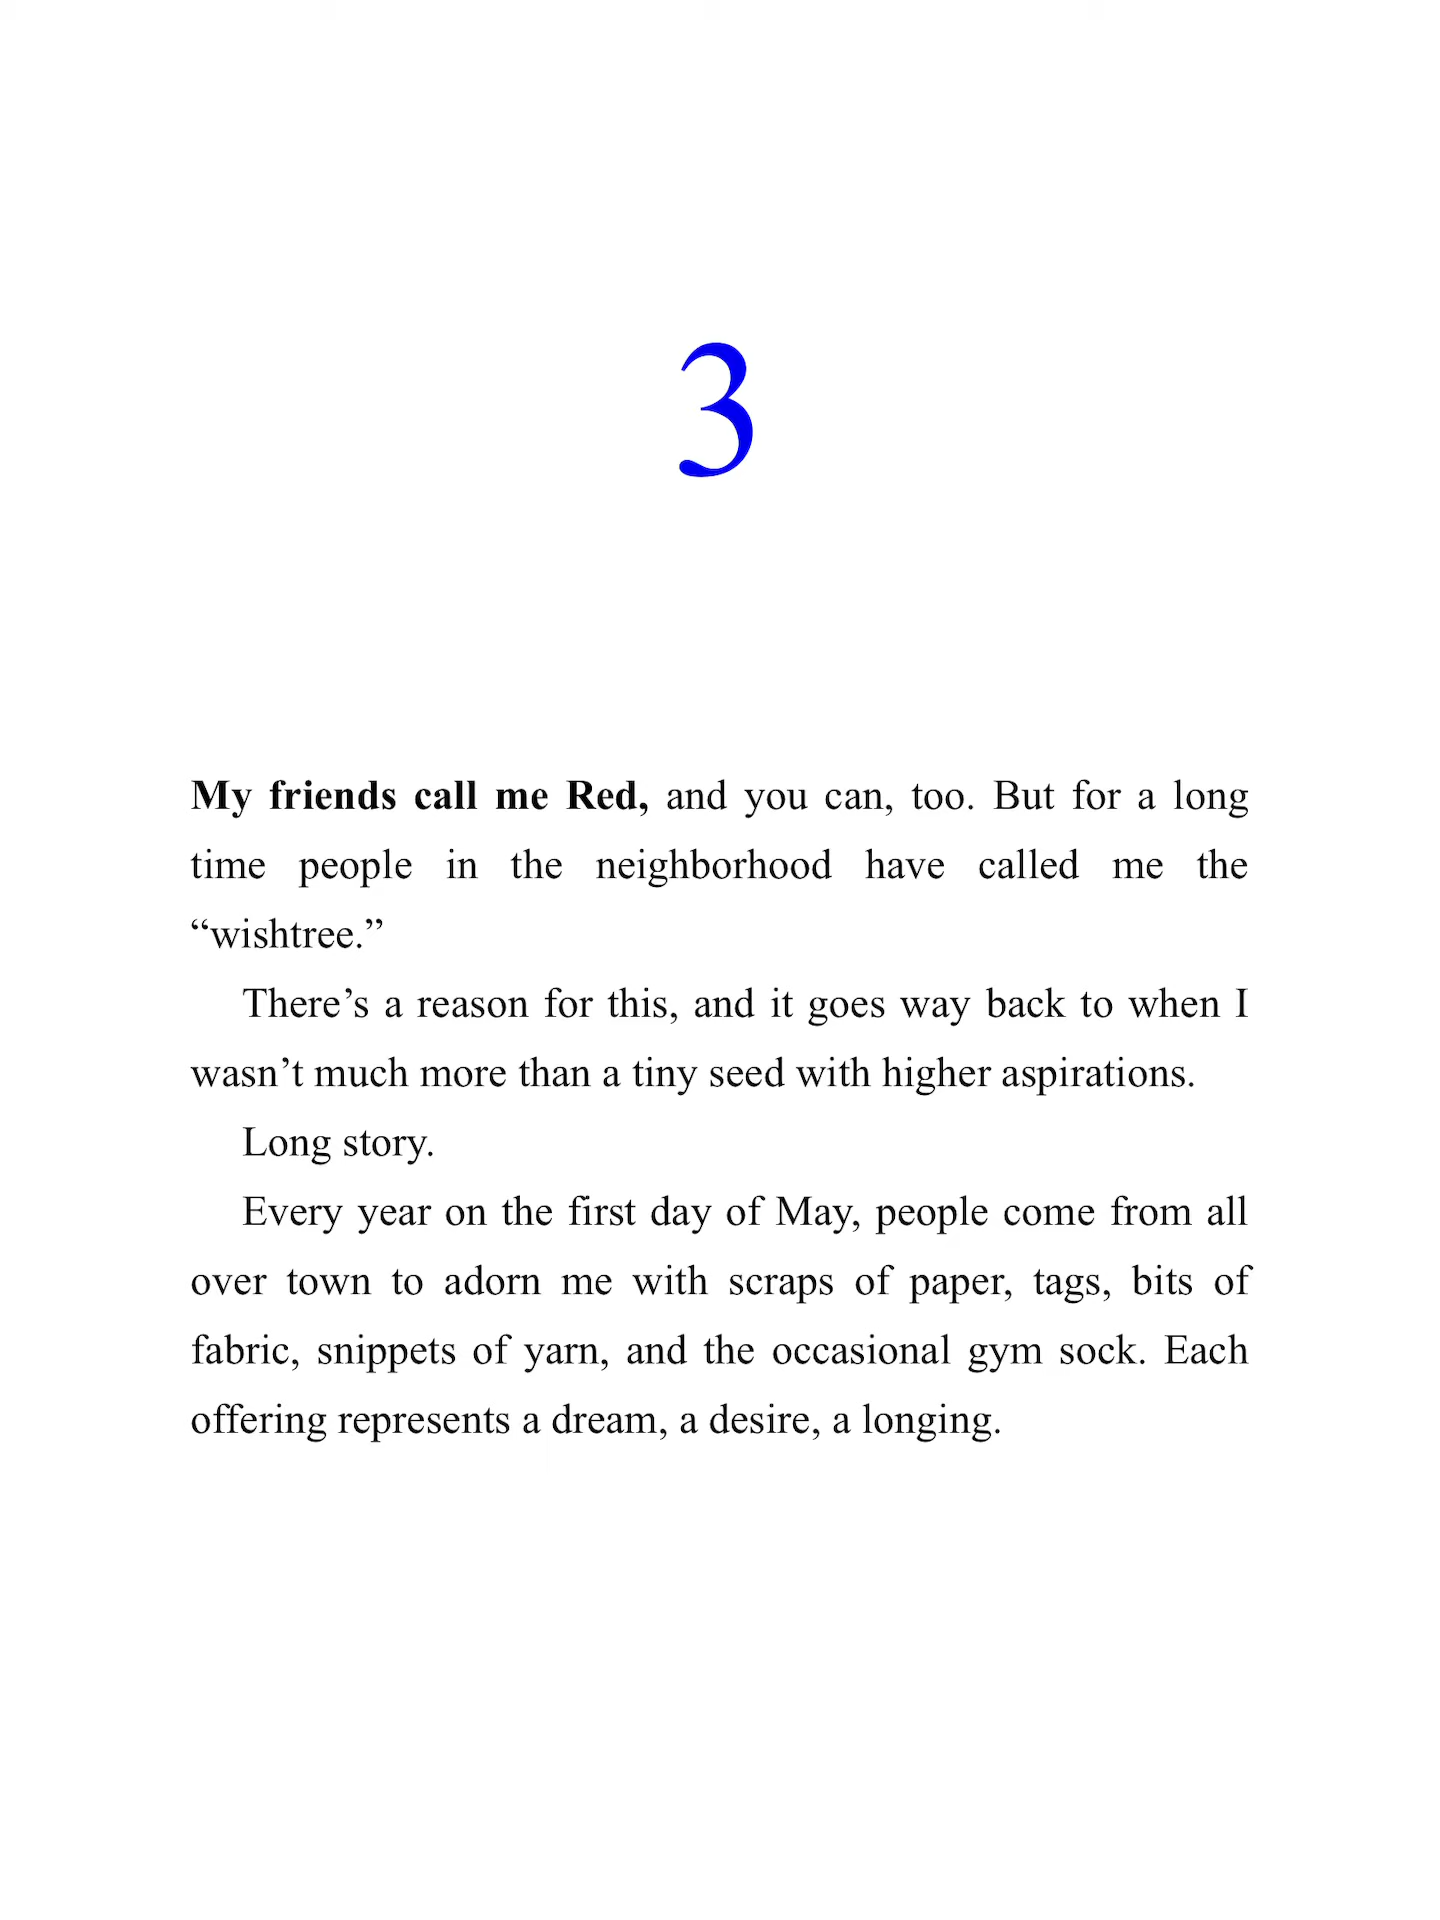 3
My friends call me Red, and you can, too. But for a long
time people in the neighborhood have called me the
“wishtree.”
There’s a reason for this, and it goes way back to when I
wasn’t much more than a tiny seed with higher aspirations.
Long story.
Every year on the first day of May, people come from all
over town to adorn me with scraps of paper, tags, bits of
fabric, snippets of yarn, and the occasional gym sock. Each
offering represents a dream, a desire, a longing.